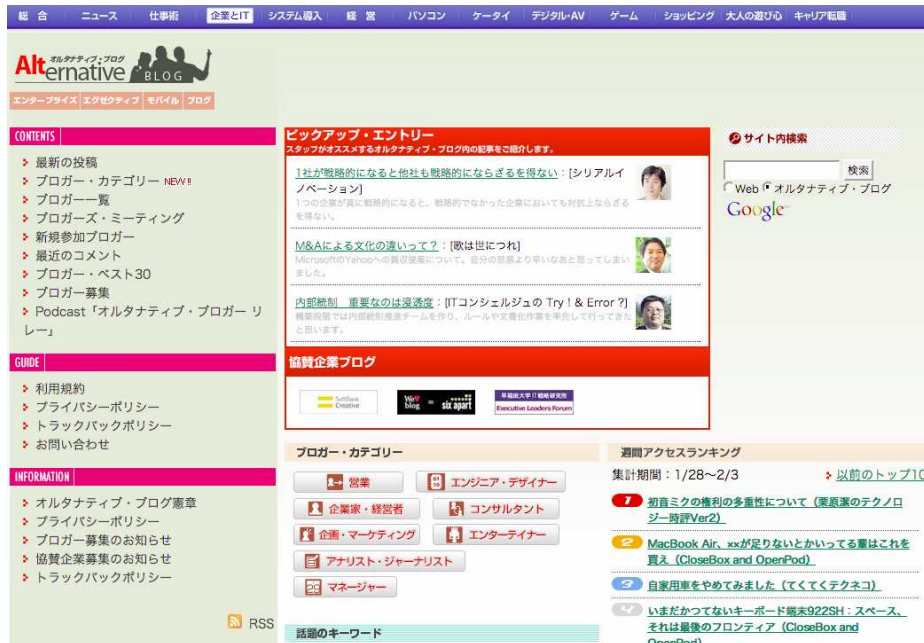 総 合 ニュース 仕事術 企業とIT システム導入 経 営 パソコン ケータイ デジタル・AV ゲーム ショッピング 大人の遊び心 キャリア転職
オルタナティブ・ブログ
Alternative BLOG
エンタープライズ エグゼクティブ モバイル ブログ
CONTENTS
最新の投稿
ブロガー・カテゴリー NEW!!
ブロガー一覧
ブロガーズ・ミーティング
新規参加ブロガー
最近のコメント
ブロガー・ベスト30
ブロガー募集
Podcast「オルタナティブ・ブロガー リ
レー」
GUIDE
利用規約
プライバシーポリシー
トラックバックポリシー
お問い合わせ
INFORMATION
オルタナティブ・ブログ憲章
プライバシーポリシー
ブロガー募集のお知らせ
協賛企業募集のお知らせ
トラックバックポリシー
RSS
ピックアップ・エントリー
スタッフがオススメするオルタナティブ・ブログ内の記事をご紹介します。
1社が戦略的になると他社も戦略的にならざるを得ない:[シリアルイ
ノベーション]
1つの企業が真に戦略的になると、戦略的でなかった企業においても対抗上ならざる
を得ない。
M&Aによる文化の違いって?:[歌は世につれ]
MicrosoftのYahooへの買収提案について。自分の思惑より早いなあと思ってしまい
ました。
内部統制 重要なのは浸透度:[ITコンシェルジュの Try!& Error?]
構築段階では内部統制推進チームを作り、ルールや文書化作業を率先して行ってきた
と思います。
協賛企業ブログ
SoftBank Creative
We blog = six apart
早稲田大学IT戦略研究所
Executive Leaders Forum
サイト内検索
検索
Web オルタナティブ・ブログ
Google
ブロガー・カテゴリー
営業 エンジニア・デザイナー
企業家・経営者 コンサルタント
企画・マーケティング エンターテイナー
アナリスト・ジャーナリスト
マネージャー
話題のキーワード
週間アクセスランキング
集計期間:1/28~2/3 以前のトップ10
1 初音ミクの権利の多重性について(栗原潔のテクノロ
ジー時評Ver2)
2 MacBook Air、xxが足りないとかいってる輩はこれを
買え(CloseBox and OpenPod)
3 自家用車をやめてみました(てくてくテクネコ)
4 いまだかつてないキーボード端末922SH:スペース、
それは最後のフロンティア(CloseBox and
OpenPod)